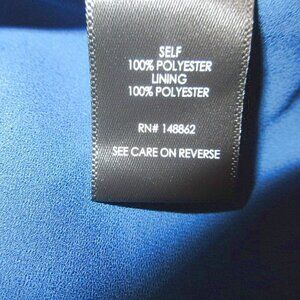 SELF
100% POLYESTER
LINING
100% POLYESTER
RN# 148862
SEE CARE ON REVERSE